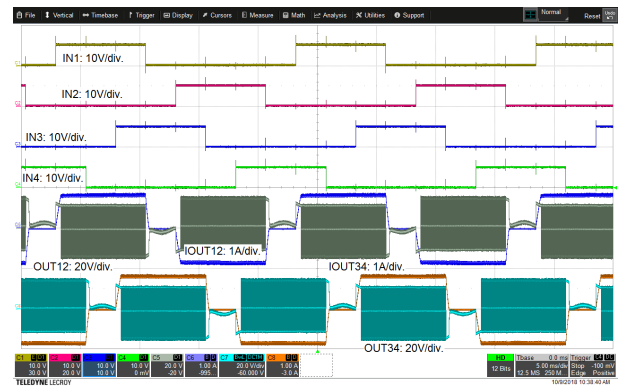 File Vertical Timebase Trigger Display Cursors Measure Math Analysis Utilities Support Normal Reset Undo
IN1: 10V/div.
IN2: 10V/div.
IN3: 10V/div.
IN4: 10V/div.
IOUT12: 1A/div.
OUT12: 20V/div. IOUT34: 1A/div.
OUT34: 20V/div.
C1 C2 C4 C5 C6 C7 C8 HD Tbase 0.0 ms Trigger
10.0 V 10.0 V 10.0 V 10.0 V 20.0 V 1.00 A 20.0 V/div 1.00 A 12 Bits 5.00 ms/div Stop -100 mV
30.0 V 20.0 V 10.0 V 0 mV -20 V -995... -60.000 V -3.0 A 12.5 MS 250 M... Edge Positive
TELEDYNE LECROY 10/9/2018 10:38:40 AM